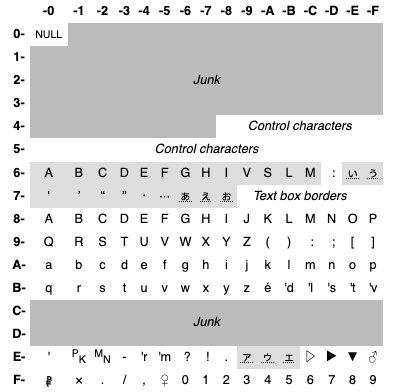 -0 -1 -2 -3 -4 -5 -6 -7 -8 -9 -A -B -C -D -E -F
0- NULL
1-
2- Junk
3-
4- Control characters
5- Control characters
6- A B C D E F G H I V S L M : ぃ ぅ
7- ‘ ’ “ ” · ⋯ ぁ ぇ ぉ Text box borders
8- A B C D E F G H I J K L M N O P
9- Q R S T U V W X Y Z ( ) : ; [ ]
A- a b c d e f g h i j k l m n o p
B- q r s t u v w x y z é 'd 'l 's 't 'v
C-
Junk
D-
E- ' PK MN - 'r 'm ? ! . ァ ゥ ェ ▷ ▶ ▼ ♂
F- × . / , ♀ 0 1 2 3 4 5 6 7 8 9